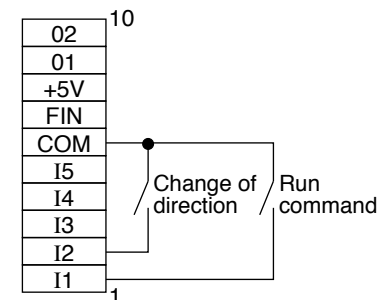 10
02
01
+5V
FIN
COM
I5
I4
I3
I2
I1
1
Change of
direction
Run
command